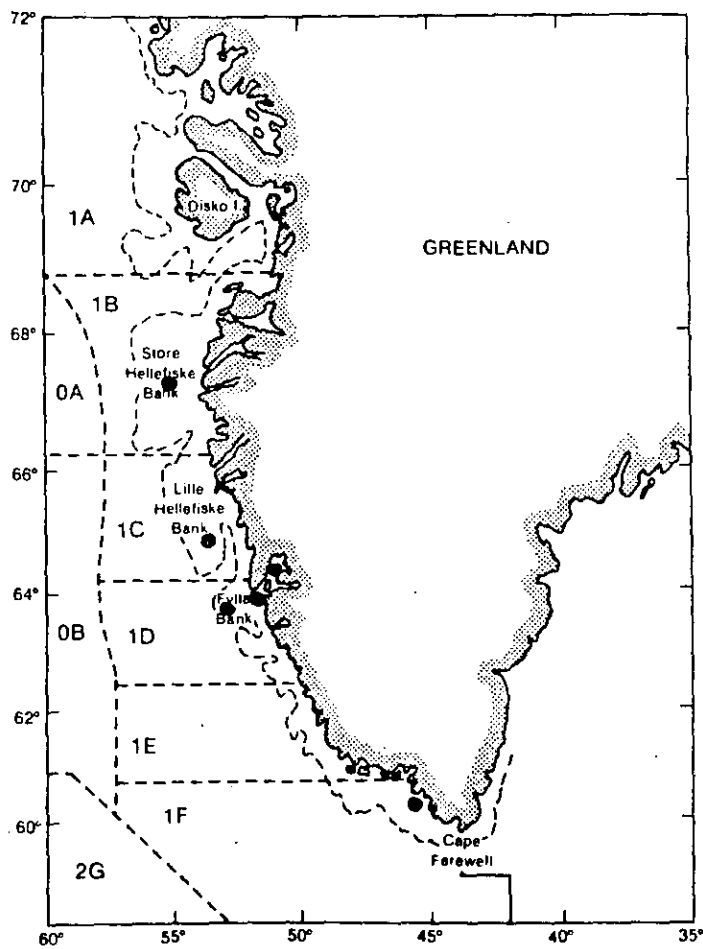 72°
70°
Disko I.
1A
GREENLAND
1B
68°
Store
Hellefiske
Bank
0A
66°
Lille
Hellefiske
Bank
1C
64°
Fylla
Bank
0B
1D
62°
1E
1F
60°
Cape
Farewell
2G
60°
55°
50°
45°
40°
35°